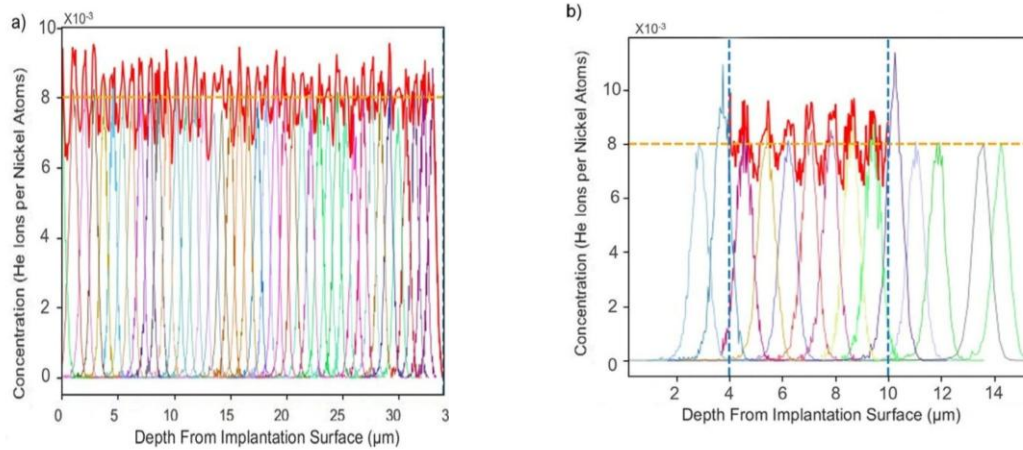 a)
X10⁻³
10
8
6
4
2
0
0 5 10 15 20 25 30 3
Concentration (He Ions per Nickel Atoms)
Depth From Implantation Surface (μm)
b)
X10⁻³
10
8
6
4
2
0
2 4 6 8 10 12 14
Concentration (He Ions per Nickel Atoms)
Depth From Implantation Surface (μm)